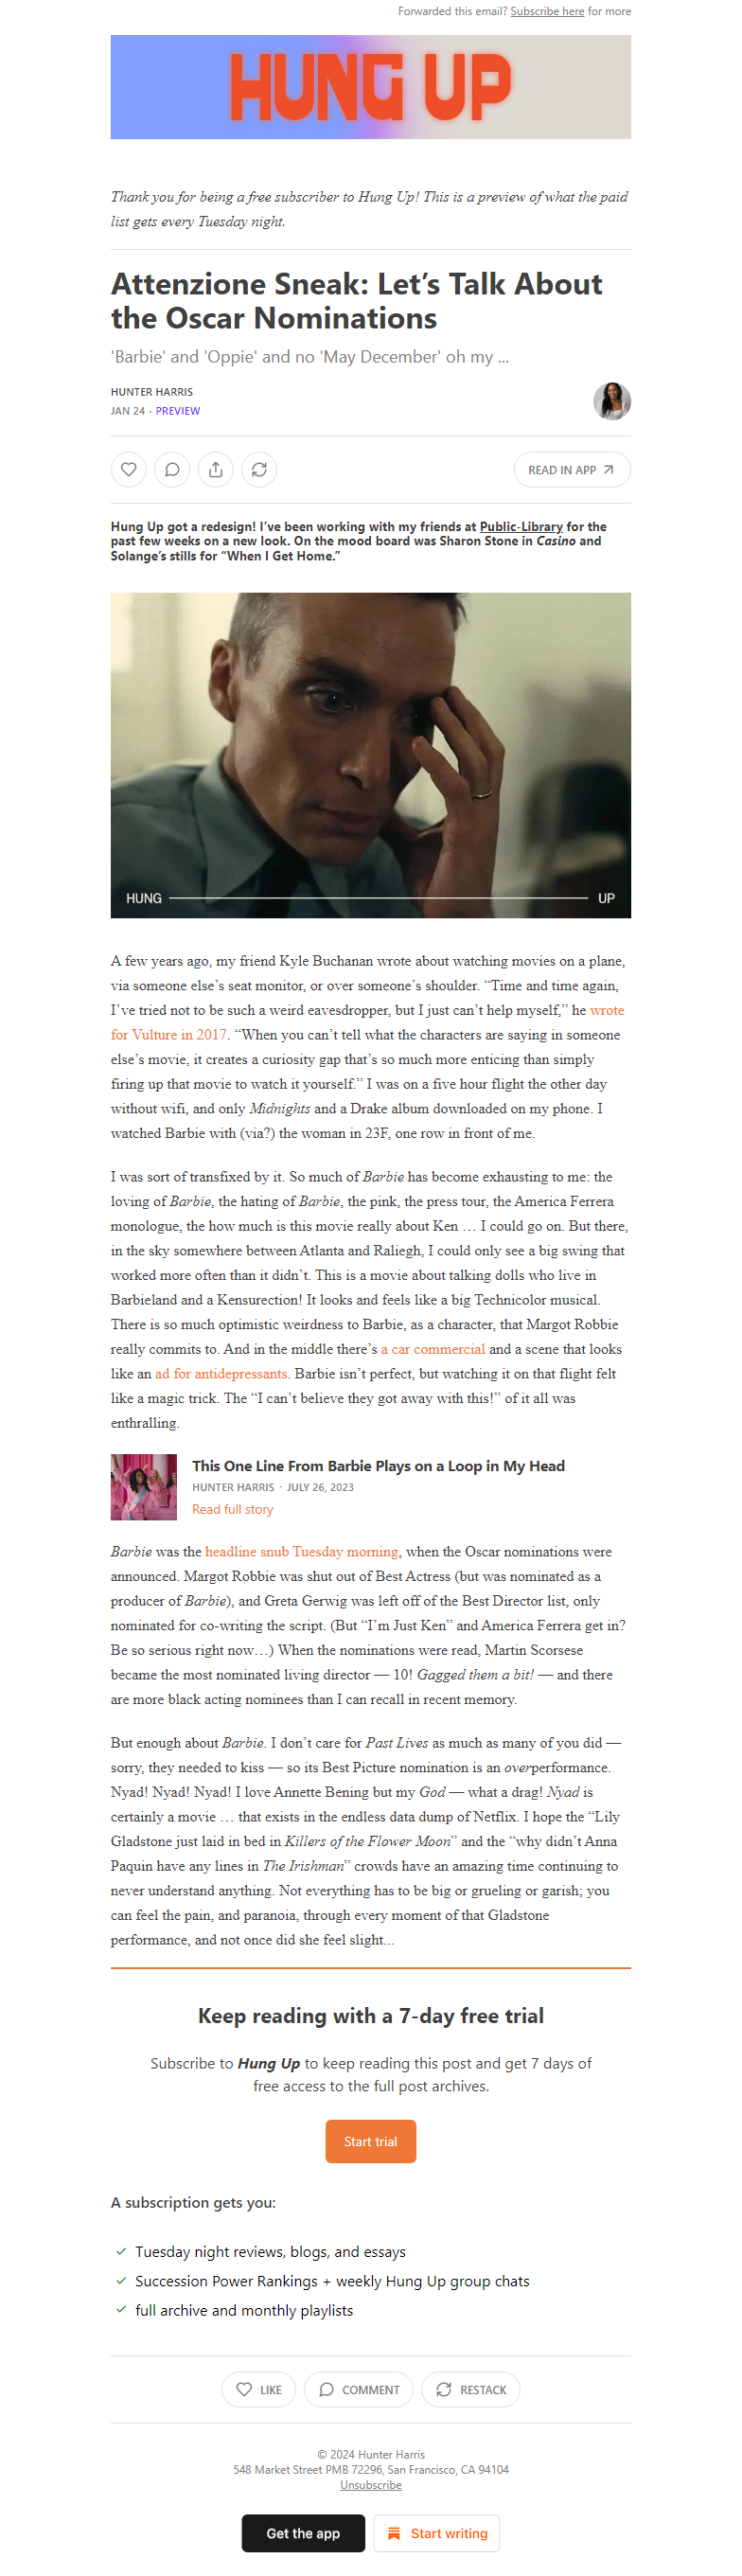 Forwarded this email? Subscribe here for more
HUNG UP
Thank you for being a free subscriber to Hung Up! This is a preview of what the paid
list gets every Tuesday night.
Attenzione Sneak: Let’s Talk About
the Oscar Nominations
'Barbie' and 'Oppie' and no 'May December' oh my ...
HUNTER HARRIS
JAN 24 · PREVIEW
READ IN APP
Hung Up got a redesign! I’ve been working with my friends at Public-Library for the
past few weeks on a new look. On the mood board was Sharon Stone in Casino and
Solange’s stills for “When I Get Home.”
HUNG UP
A few years ago, my friend Kyle Buchanan wrote about watching movies on a plane,
via someone else’s seat monitor, or over someone’s shoulder. “Time and time again,
I’ve tried not to be such a weird eavesdropper, but I just can’t help myself,” he wrote
for Vulture in 2017. “When you can’t tell what the characters are saying in someone
else’s movie, it creates a curiosity gap that’s so much more enticing than simply
firing up that movie to watch it yourself.” I was on a five hour flight the other day
without wifi, and only Midnights and a Drake album downloaded on my phone. I
watched Barbie with (via?) the woman in 23F, one row in front of me.
I was sort of transfixed by it. So much of Barbie has become exhausting to me: the
loving of Barbie, the hating of Barbie, the pink, the press tour, the America Ferrera
monologue, the how much is this movie really about Ken … I could go on. But there,
in the sky somewhere between Atlanta and Raliegh, I could only see a big swing that
worked more often than it didn’t. This is a movie about talking dolls who live in
Barbieland and a Kensurection! It looks and feels like a big Technicolor musical.
There is so much optimistic weirdness to Barbie, as a character, that Margot Robbie
really commits to. And in the middle there’s a car commercial and a scene that looks
like an ad for antidepressants. Barbie isn’t perfect, but watching it on that flight felt
like a magic trick. The “I can’t believe they got away with this!” of it all was
enthralling.
This One Line From Barbie Plays on a Loop in My Head
HUNTER HARRIS · JULY 26, 2023
Read full story
Barbie was the headline snub Tuesday morning, when the Oscar nominations were
announced. Margot Robbie was shut out of Best Actress (but was nominated as a
producer of Barbie), and Greta Gerwig was left off of the Best Director list, only
nominated for co-writing the script. (But “I’m Just Ken” and America Ferrera get in?
Be so serious right now…) When the nominations were read, Martin Scorsese
became the most nominated living director — 10! Gagged them a bit! — and there
are more black acting nominees than I can recall in recent memory.
But enough about Barbie. I don’t care for Past Lives as much as many of you did —
sorry, they needed to kiss — so its Best Picture nomination is an overperformance.
Nyad! Nyad! Nyad! I love Annette Bening but my God — what a drag! Nyad is
certainly a movie … that exists in the endless data dump of Netflix. I hope the “Lily
Gladstone just laid in bed in Killers of the Flower Moon” and the “why didn’t Anna
Paquin have any lines in The Irishman” crowds have an amazing time continuing to
never understand anything. Not everything has to be big or grueling or garish; you
can feel the pain, and paranoia, through every moment of that Gladstone
performance, and not once did she feel slight...
Keep reading with a 7-day free trial
Subscribe to Hung Up to keep reading this post and get 7 days of
free access to the full post archives.
Start trial
A subscription gets you:
Tuesday night reviews, blogs, and essays
Succession Power Rankings + weekly Hung Up group chats
full archive and monthly playlists
LIKE COMMENT RESTACK
© 2024 Hunter Harris
548 Market Street PMB 72296, San Francisco, CA 94104
Unsubscribe
Get the app Start writing